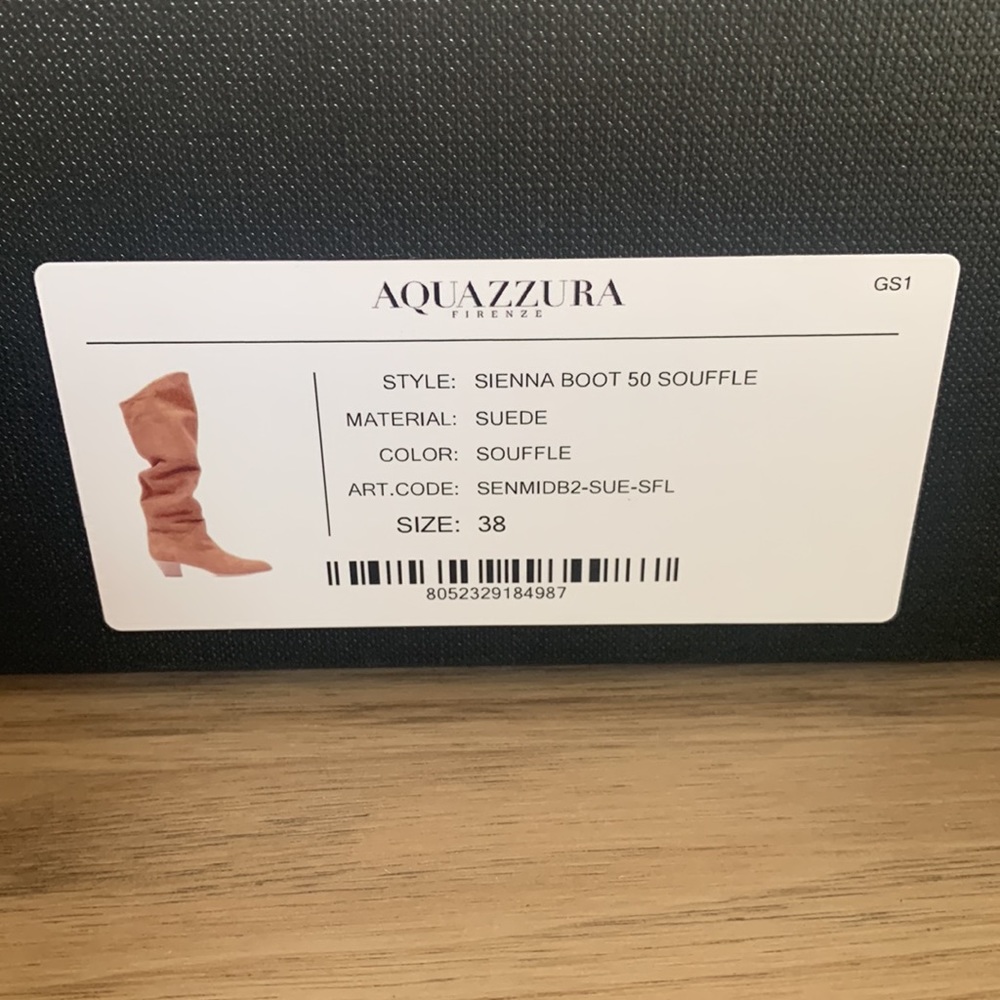 AQUAZZURA
FIRENZE
GS1
STYLE: SIENNA BOOT 50 SOUFFLE
MATERIAL: SUEDE
COLOR: SOUFFLE
ART.CODE: SENMIDB2-SUE-SFL
SIZE: 38
8052329184987